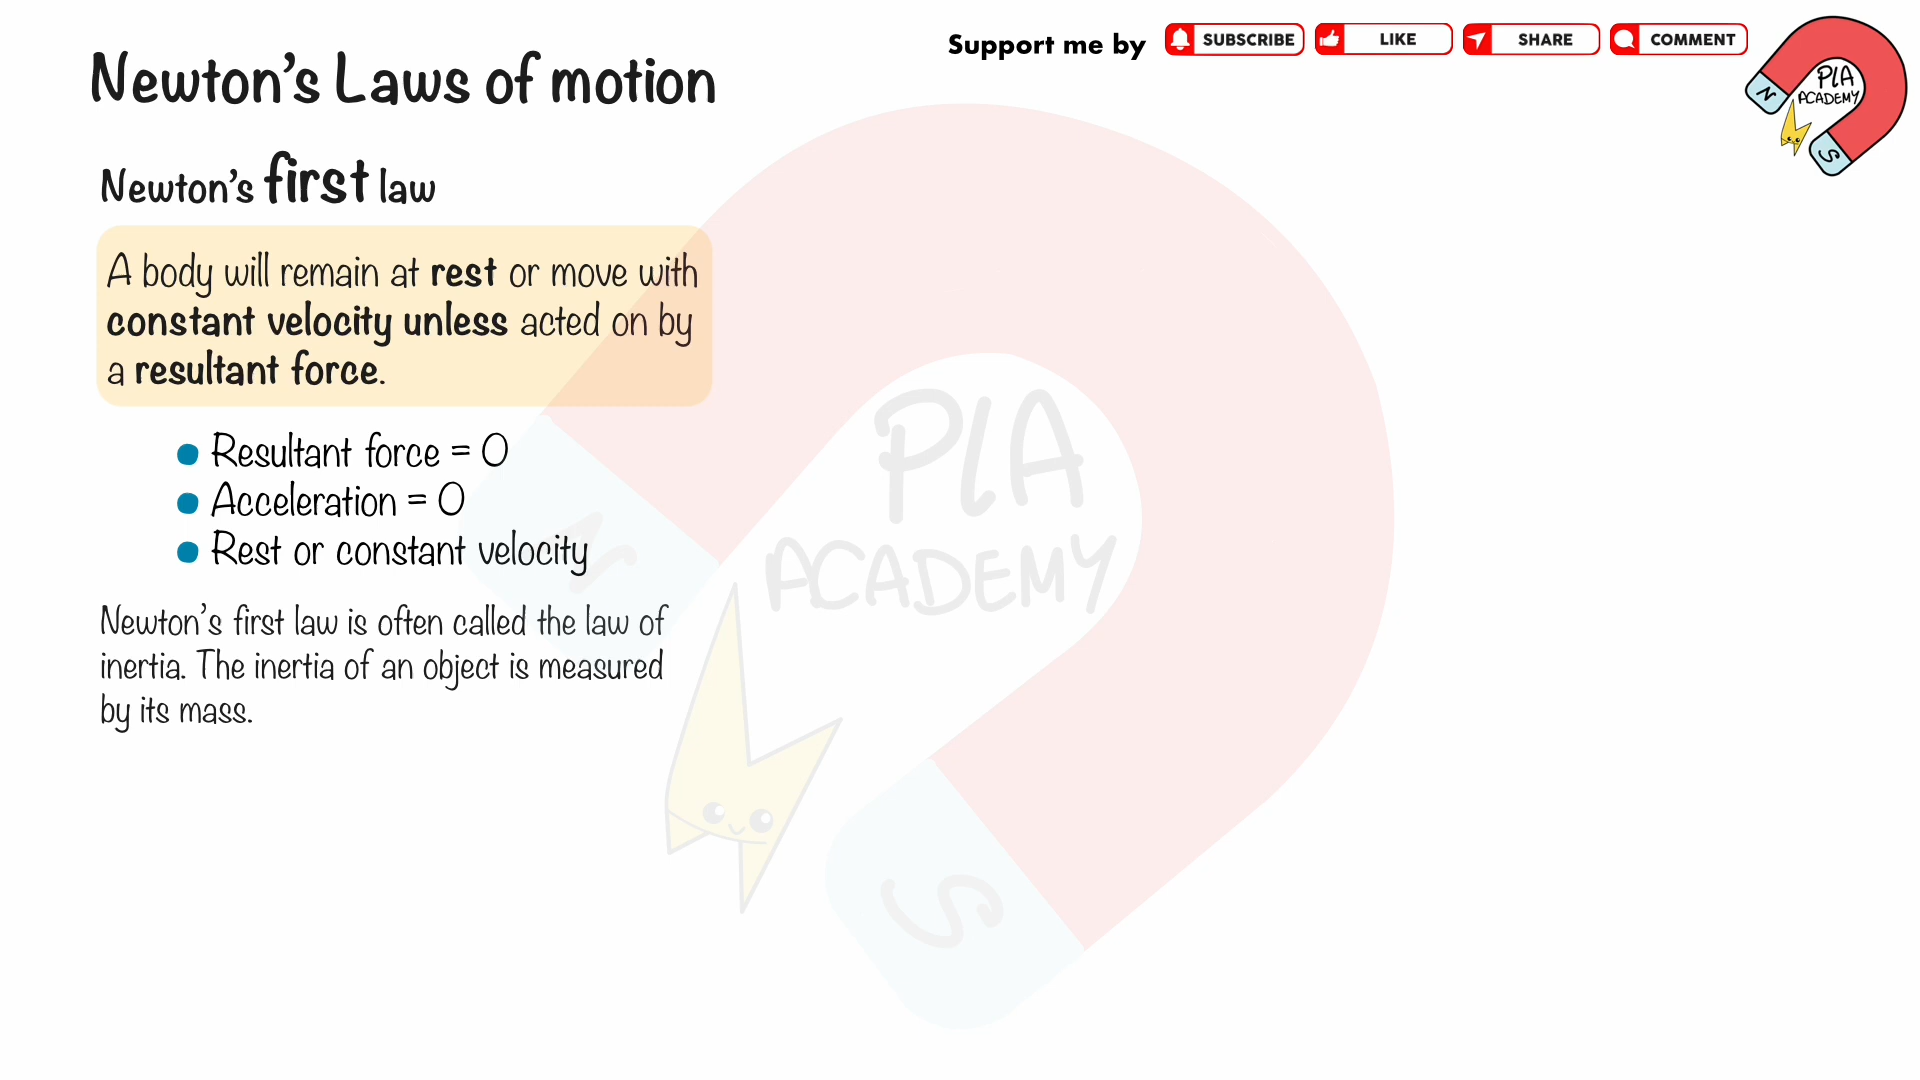 Newton's Laws of motion
Support me by
SUBSCRIBE
LIKE
SHARE
COMMENT
PLA
ACADEMY
N
S
Newton's first law
A body will remain at rest or move with
constant velocity unless acted on by
a resultant force.
Resultant force = 0
Acceleration = 0
Rest or constant velocity
Newton's first law is often called the law of
inertia. The inertia of an object is measured
by its mass.
PLA
ACADEMY
N
S